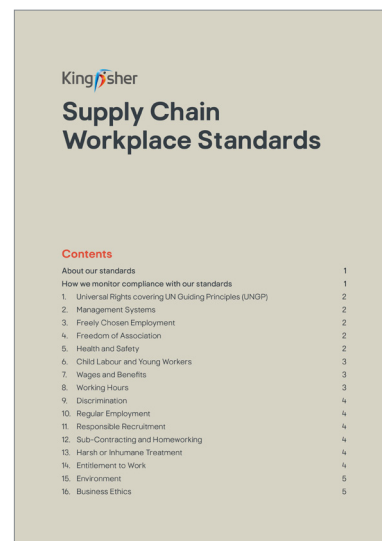 Kingfisher
Supply Chain
Workplace Standards
Contents
About our standards 1
How we monitor compliance with our standards 1
1. Universal Rights covering UN Guiding Principles (UNGP) 2
2. Management Systems 2
3. Freely Chosen Employment 2
4. Freedom of Association 2
5. Health and Safety 2
6. Child Labour and Young Workers 3
7. Wages and Benefits 3
8. Working Hours 3
9. Discrimination 4
10. Regular Employment 4
11. Responsible Recruitment 4
12. Sub-Contracting and Homeworking 4
13. Harsh or Inhumane Treatment 4
14. Entitlement to Work 4
15. Environment 5
16. Business Ethics 5